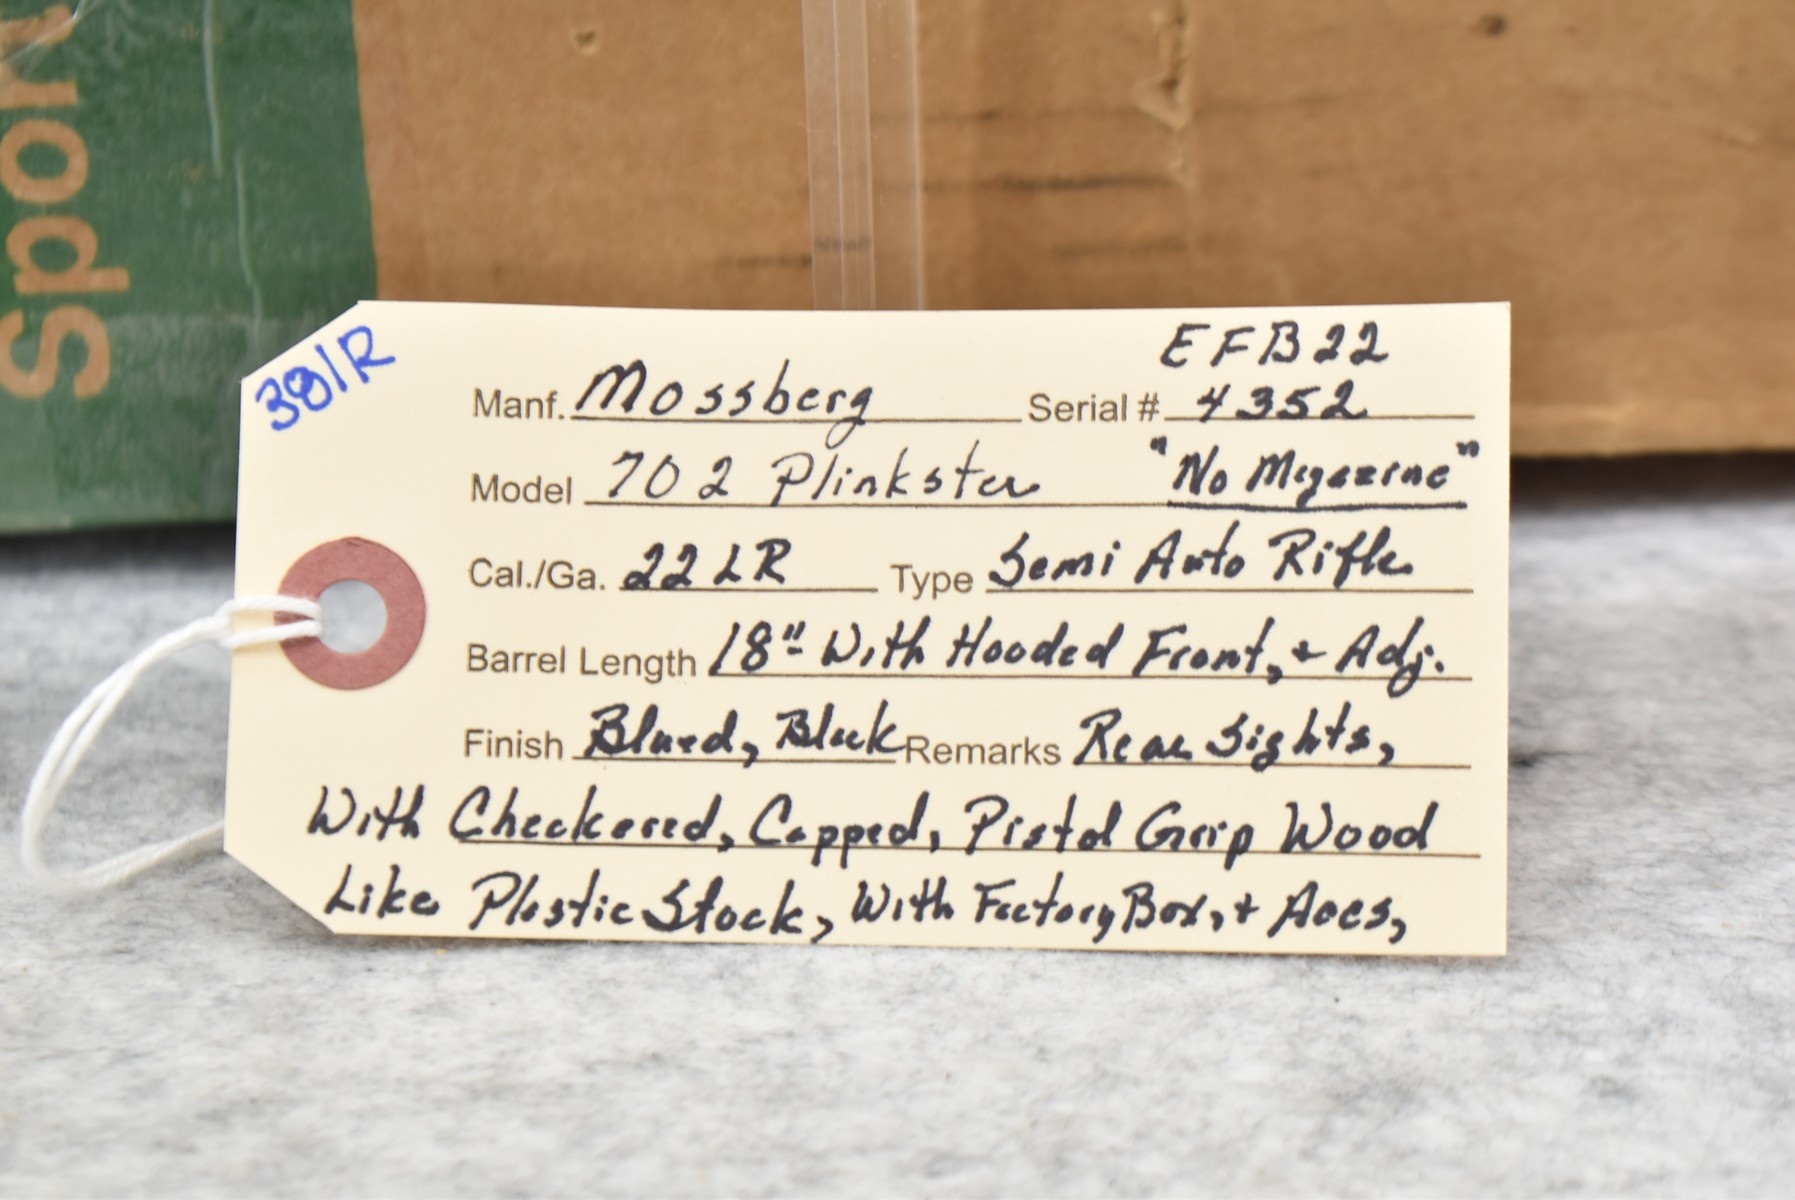 Spor
381R
EFB22
Manf. Mossberg Serial # 4352
Model 702 Plinkster "No Magazine"
Cal./Ga. 22 LR Type Semi Auto Rifle
Barrel Length 18" With Hooded Front, + Adj.
Finish Blued, Black Remarks Rear Sights,
With Checkered, Capped, Pistol Grip Wood
Like Plastic Stock, With Factory Box, + Aces,